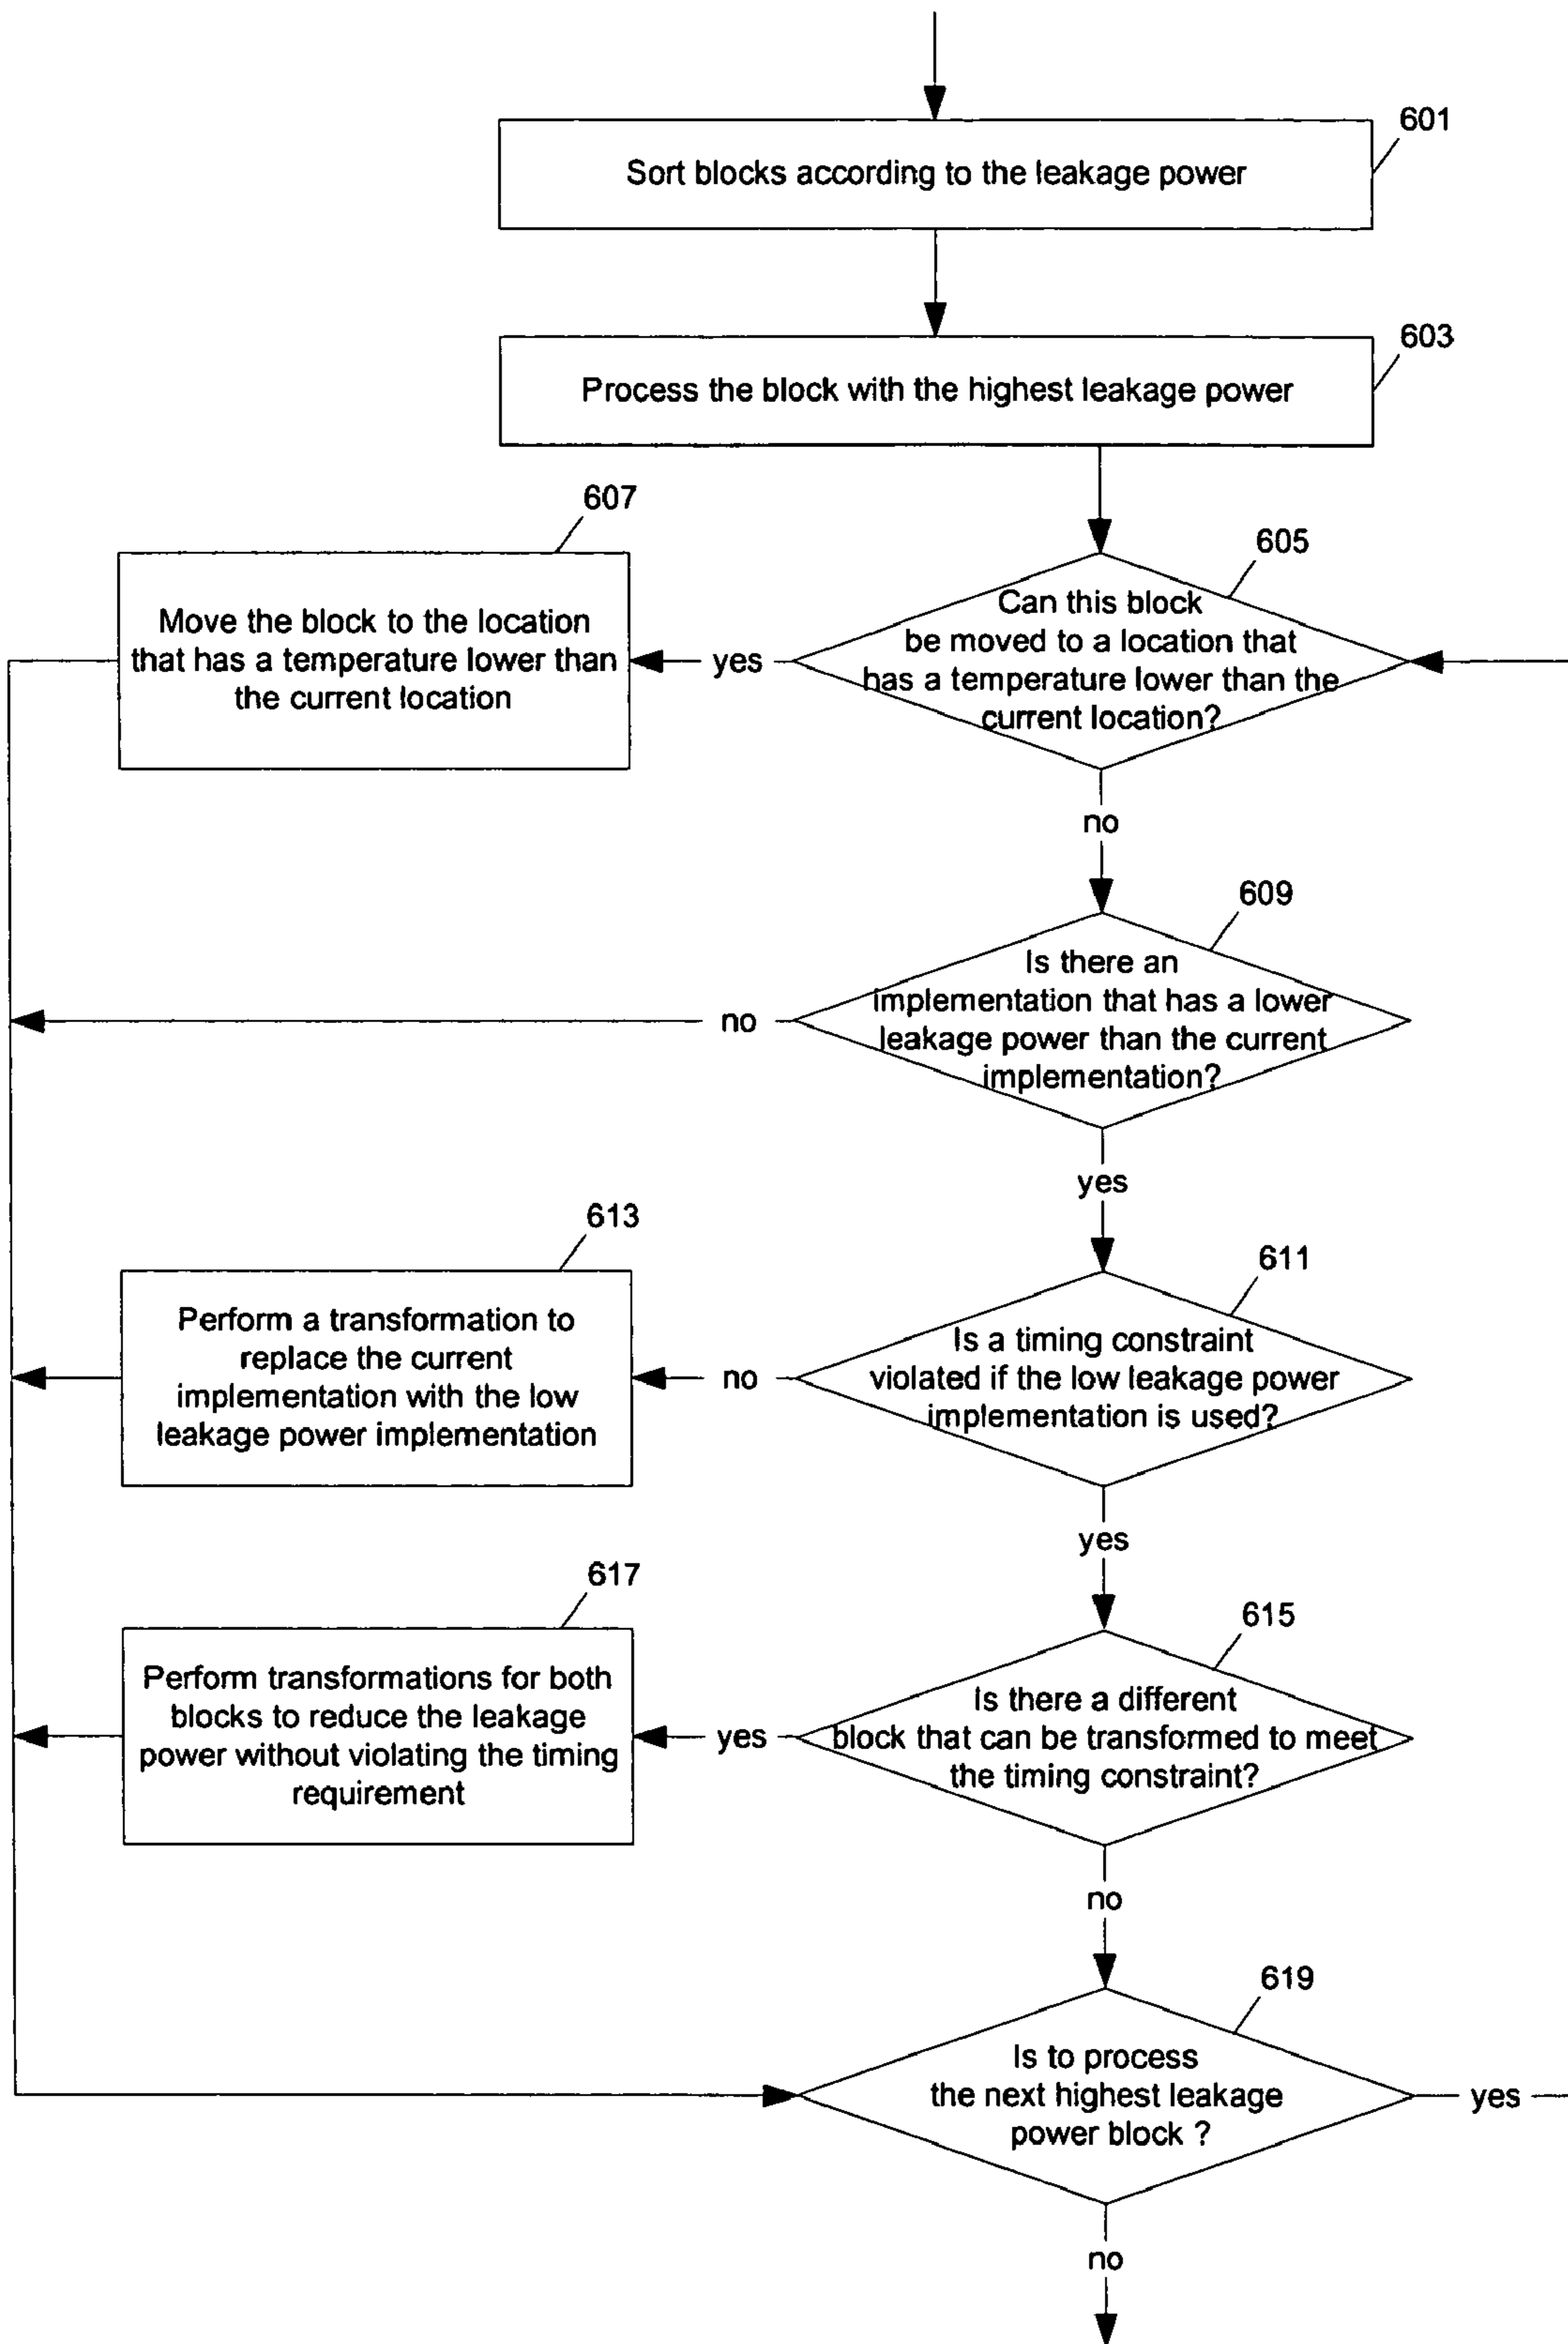 601
Sort blocks according to the leakage power
603
Process the block with the highest leakage power
607
605
Move the block to the location
that has a temperature lower than
the current location
yes
Can this block
be moved to a location that
has a temperature lower than the
current location?
no
609
Is there an
implementation that has a lower
leakage power than the current
implementation?
no
yes
613
611
Perform a transformation to
replace the current
implementation with the low
leakage power implementation
no
Is a timing constraint
violated if the low leakage power
implementation is used?
yes
617
615
Perform transformations for both
blocks to reduce the leakage
power without violating the timing
requirement
yes
Is there a different
block that can be transformed to meet
the timing constraint?
no
619
Is to process
the next highest leakage
power block ?
yes
no